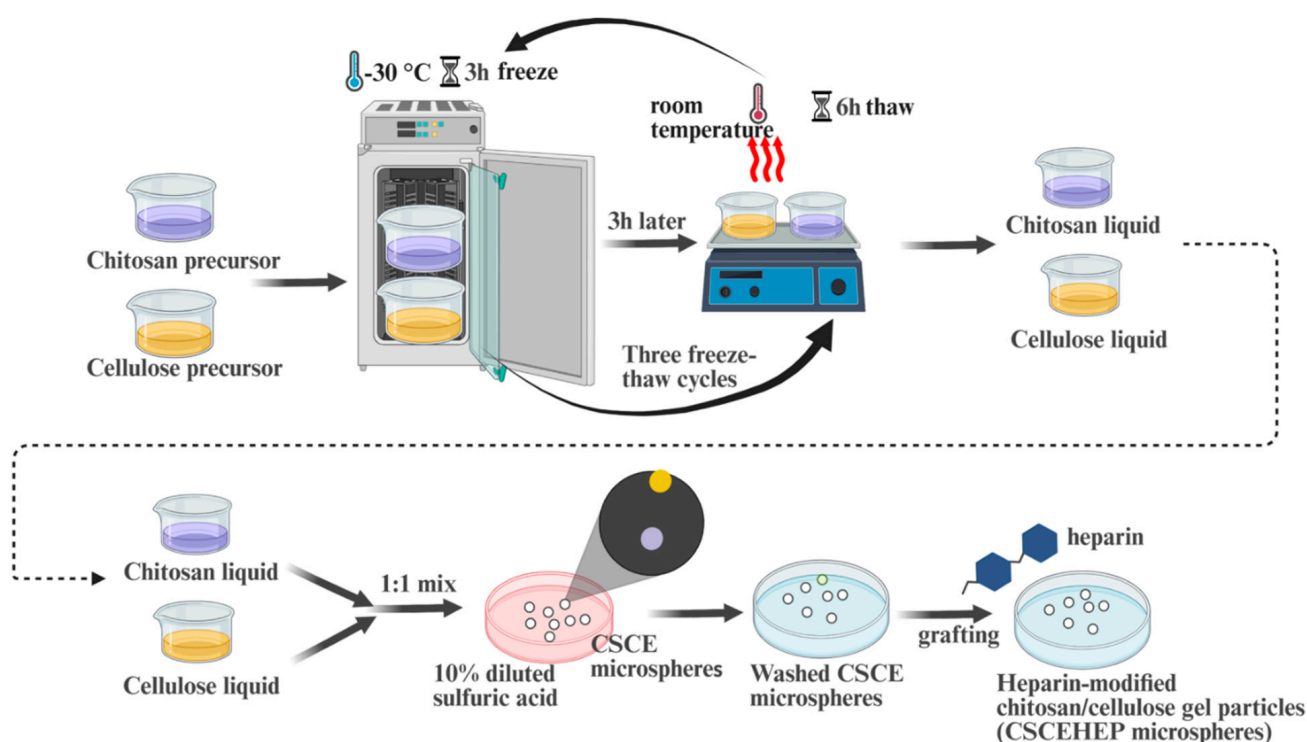 -30 °C 3h freeze
room
temperature
6h thaw
Chitosan precursor
Cellulose precursor
3h later
Three freeze-
thaw cycles
Chitosan liquid
Cellulose liquid
Chitosan liquid
Cellulose liquid
1:1 mix
10% diluted
sulfuric acid
CSCE
microspheres
Washed CSCE
microspheres
grafting
heparin
Heparin-modified
chitosan/cellulose gel particles
(CSCEHEP microspheres)